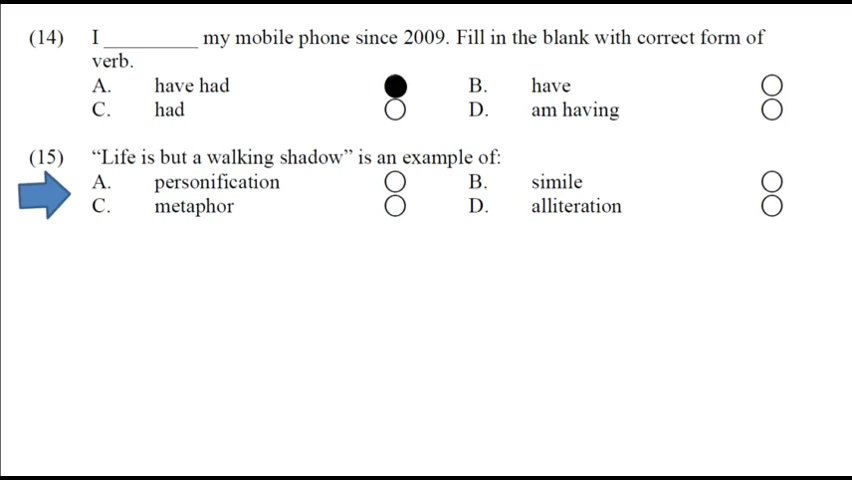 (14) I _________ my mobile phone since 2009. Fill in the blank with correct form of
verb.
A. have had B. have
C. had D. am having
(15) “Life is but a walking shadow” is an example of:
A. personification B. simile
C. metaphor D. alliteration